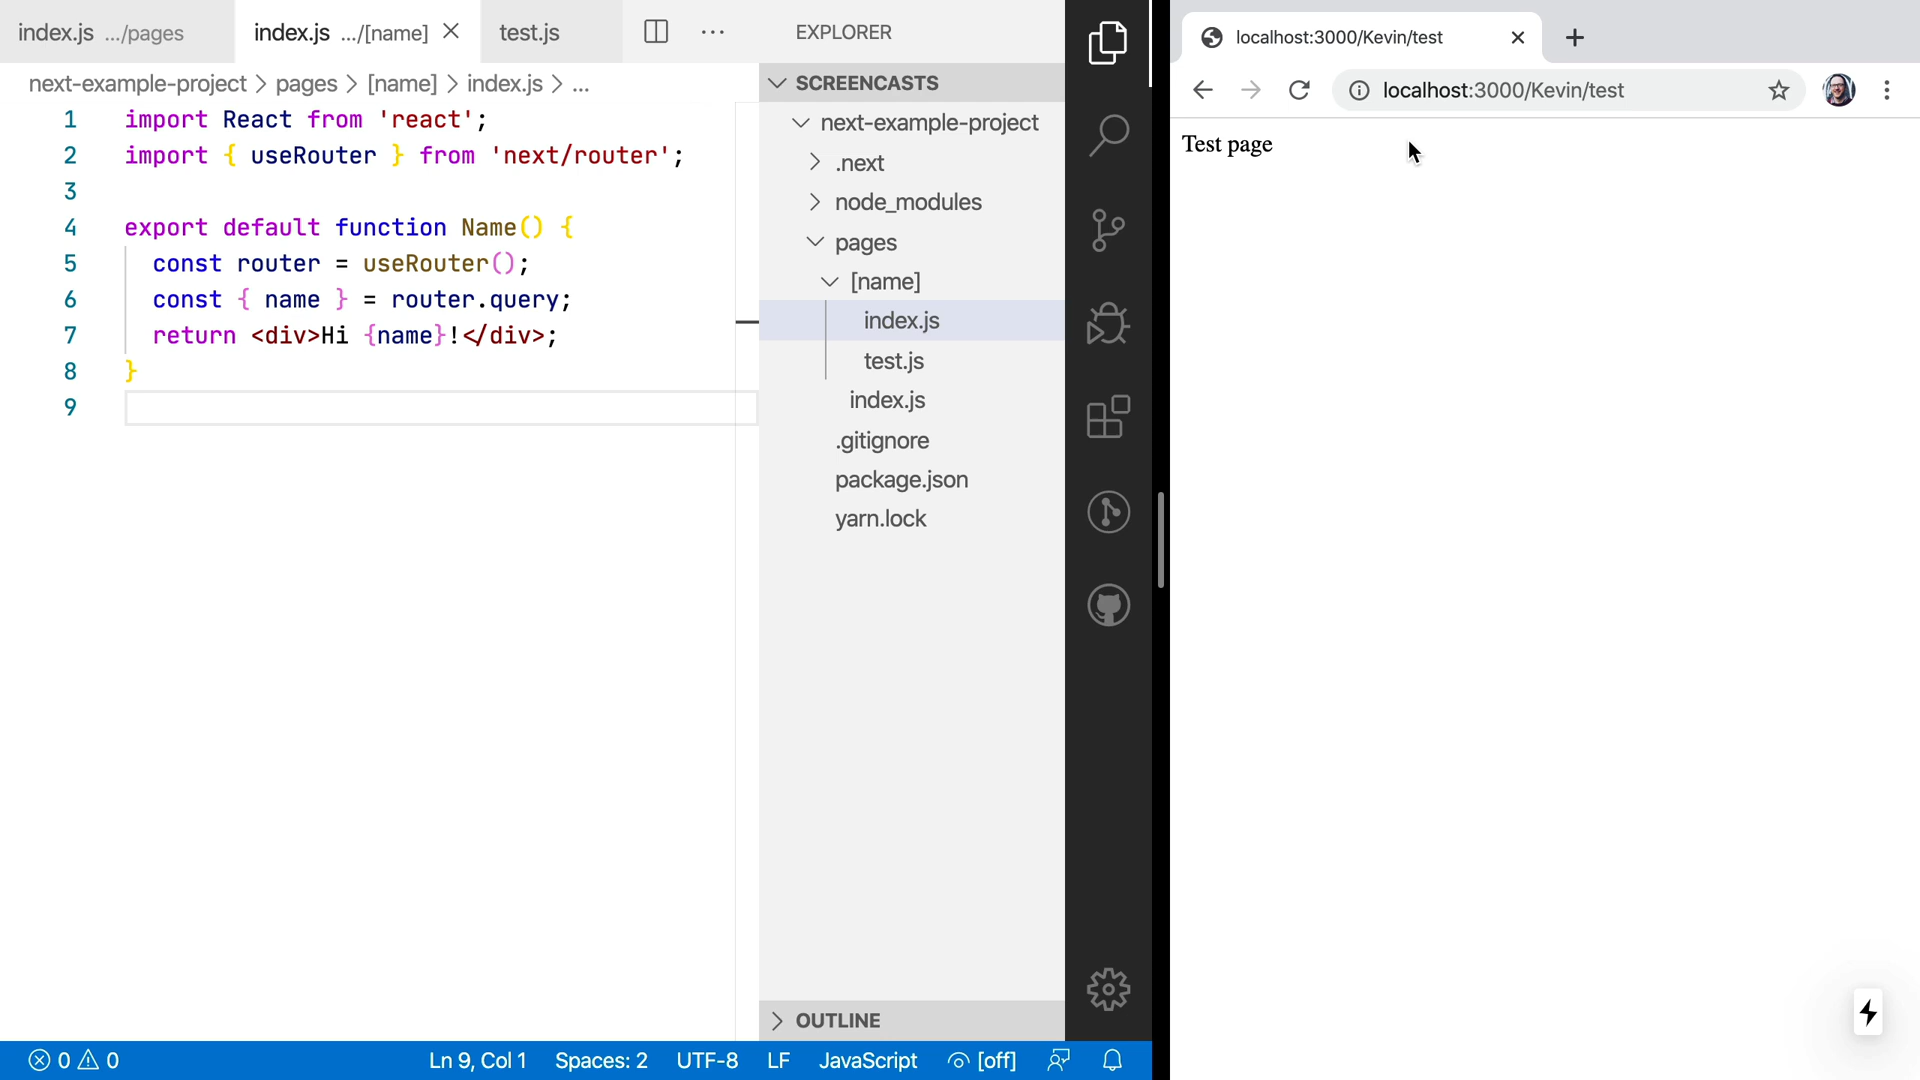 index.js .../pages
index.js .../[name]
test.js
next-example-project > pages > [name] > index.js > ...
1 import React from 'react';
2 import { useRouter } from 'next/router';
3
4 export default function Name() {
5 const router = useRouter();
6 const { name } = router.query;
7 return <div>Hi {name}!</div>;
8 }
9
EXPLORER
SCREENCASTS
next-example-project
.next
node_modules
pages
[name]
index.js
test.js
index.js
.gitignore
package.json
yarn.lock
OUTLINE
0 0
Ln 9, Col 1
Spaces: 2
UTF-8
LF
JavaScript
[off]
localhost:3000/Kevin/test
localhost:3000/Kevin/test
Test page